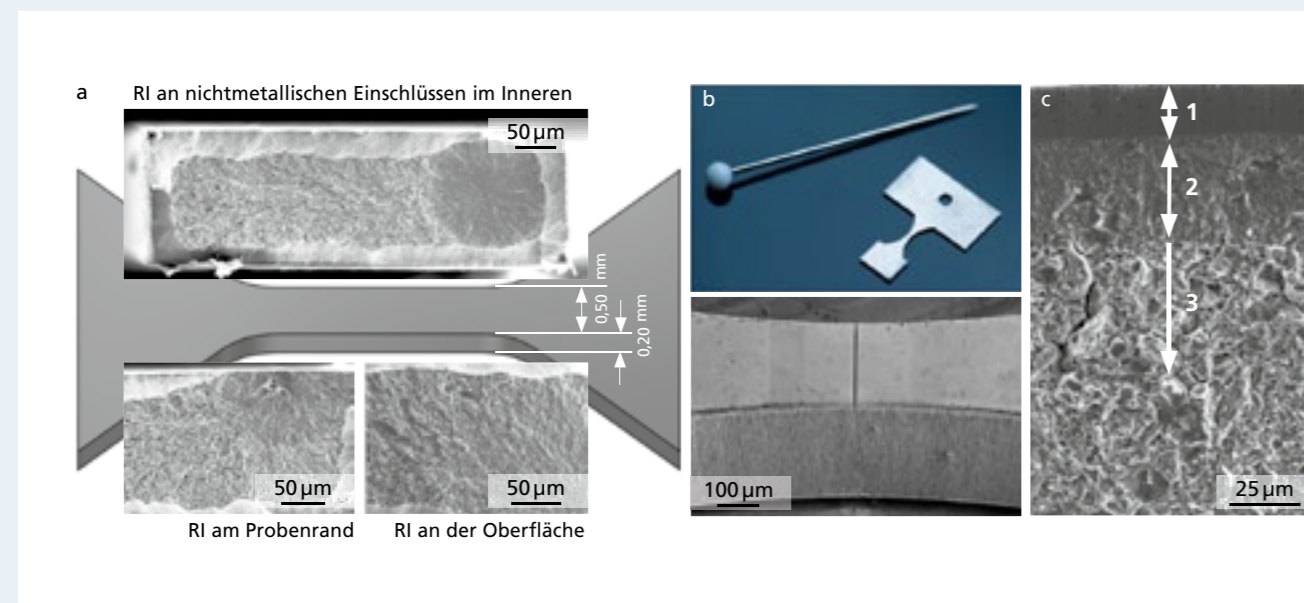 a
RI an nichtmetallischen Einschlüssen im Inneren
50 µm
0,50 mm
0,20 mm
50 µm
50 µm
RI am Probenrand
RI an der Oberfläche
b
100 µm
c
1
2
3
25 µm